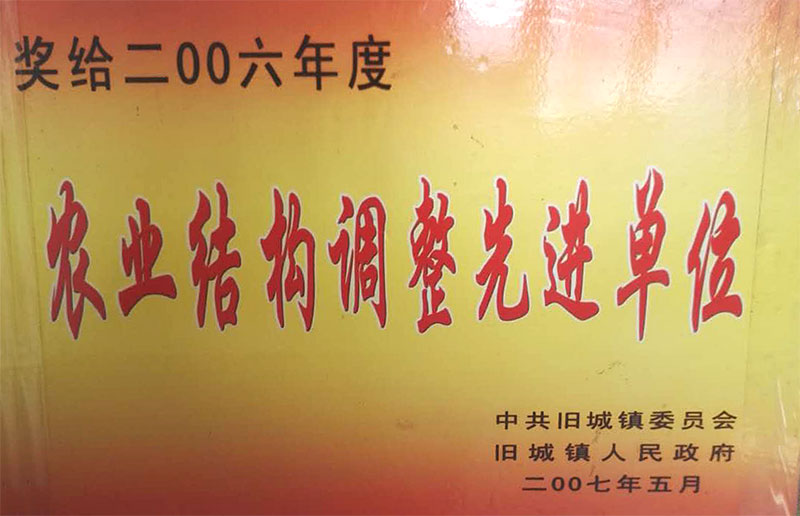 奖给二00六年度
农业结构调整先进单位
中共旧城镇委员会
旧城镇人民政府
二00七年五月